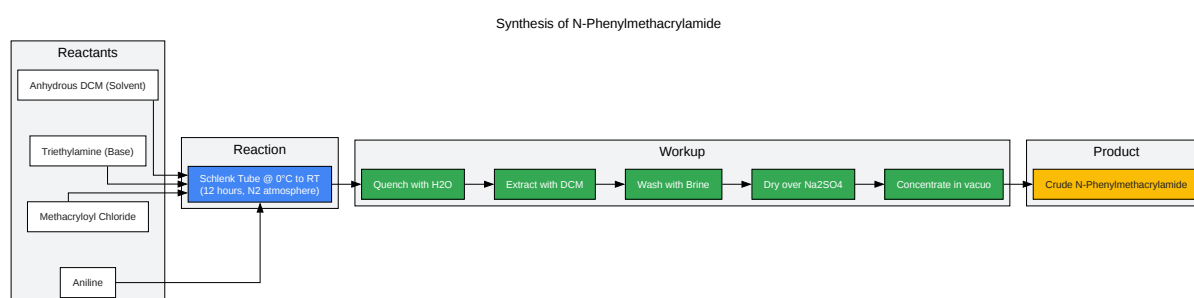 Synthesis of N-Phenylmethacrylamide
Reactants
Anhydrous DCM (Solvent)
Triethylamine (Base)
Methacryloyl Chloride
Aniline
Reaction
Schlenk Tube @ 0°C to RT
(12 hours, N2 atmosphere)
Workup
Quench with H2O
Extract with DCM
Wash with Brine
Dry over Na2SO4
Concentrate in vacuo
Product
Crude N-Phenylmethacrylamide